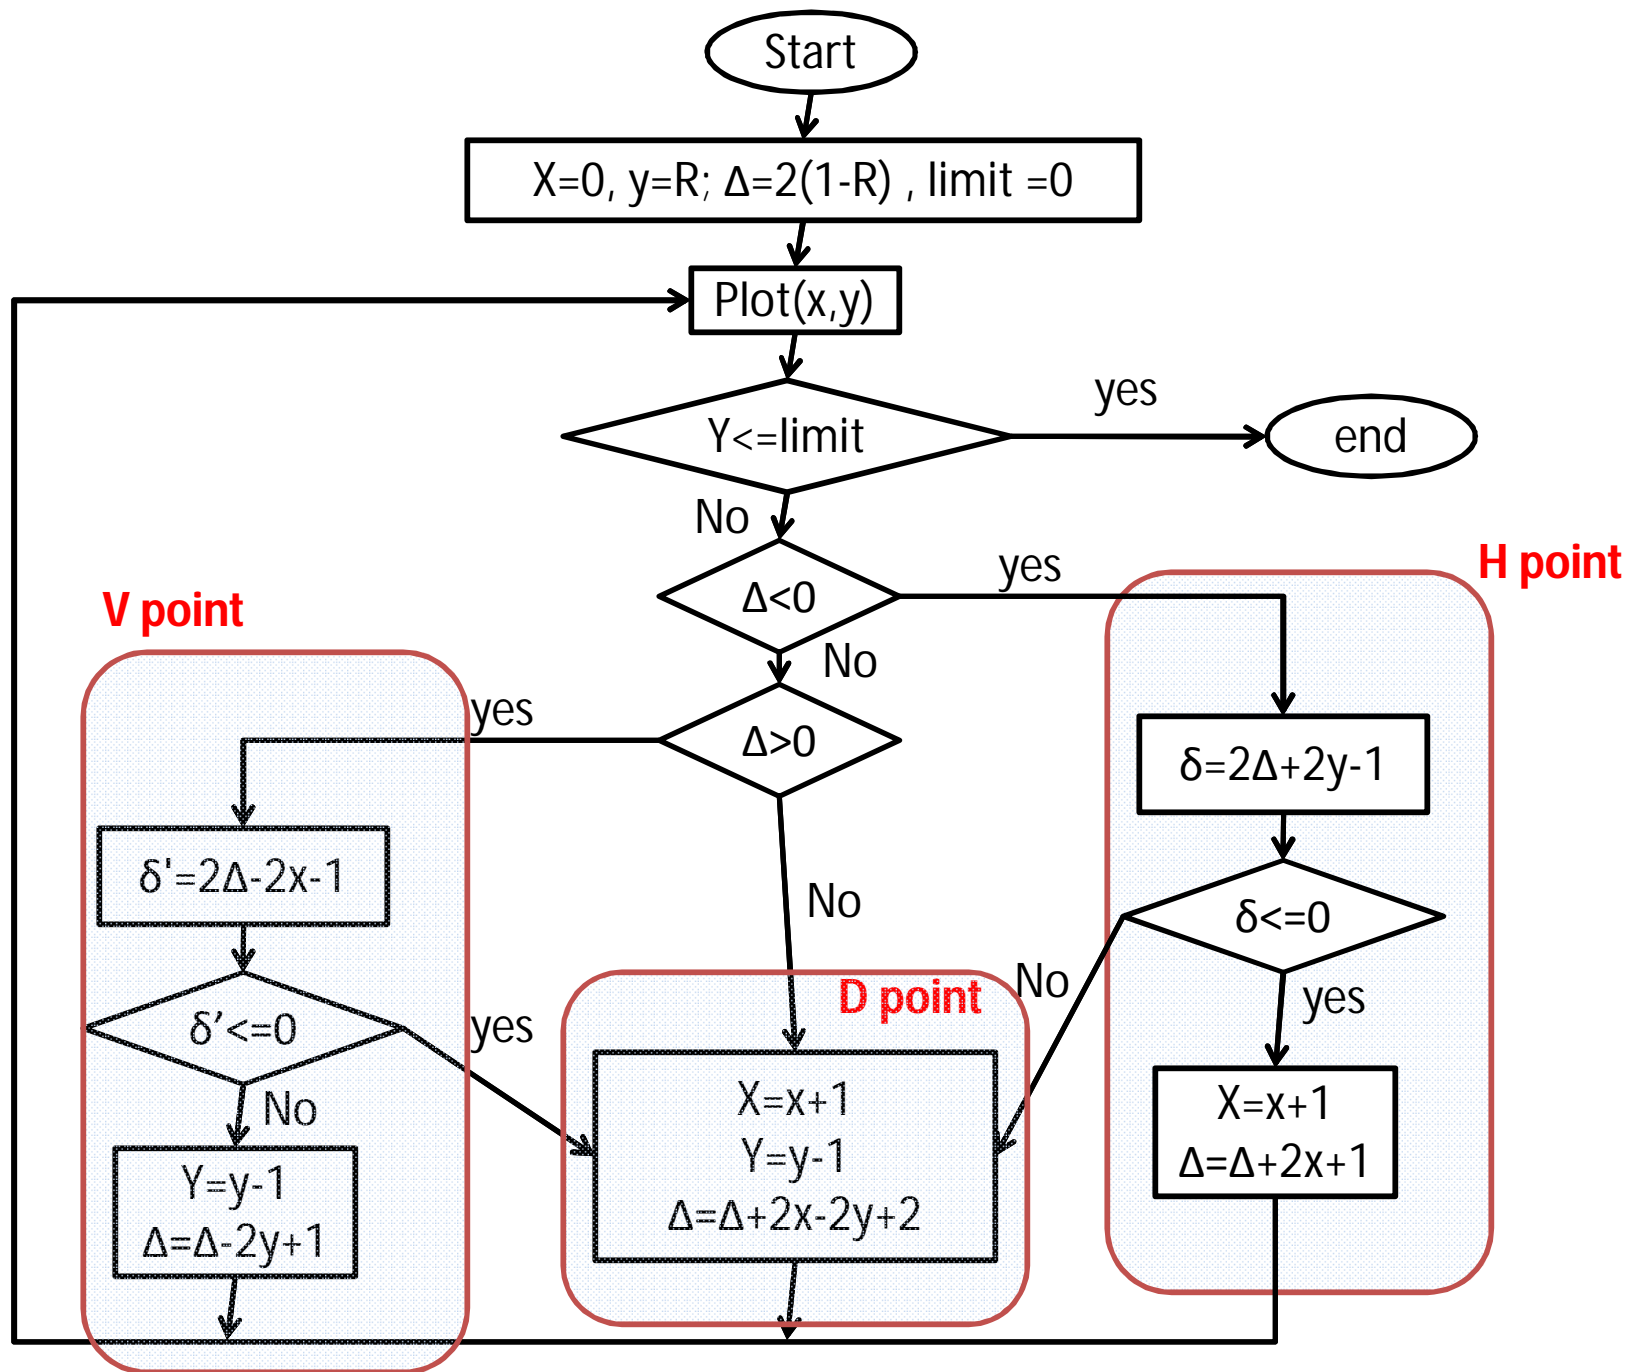 Start
X=0, y=R; Δ=2(1-R) , limit =0
Plot(x,y)
Y<=limit
yes
end
No
Δ<0
yes
H point
V point
No
Δ>0
yes
δ=2Δ+2y-1
δ'=2Δ-2x-1
No
δ<=0
D point
No
yes
δ'<=0
yes
No
X=x+1
Y=y-1
Δ=Δ+2x-2y+2
X=x+1
Δ=Δ+2x+1
Y=y-1
Δ=Δ-2y+1